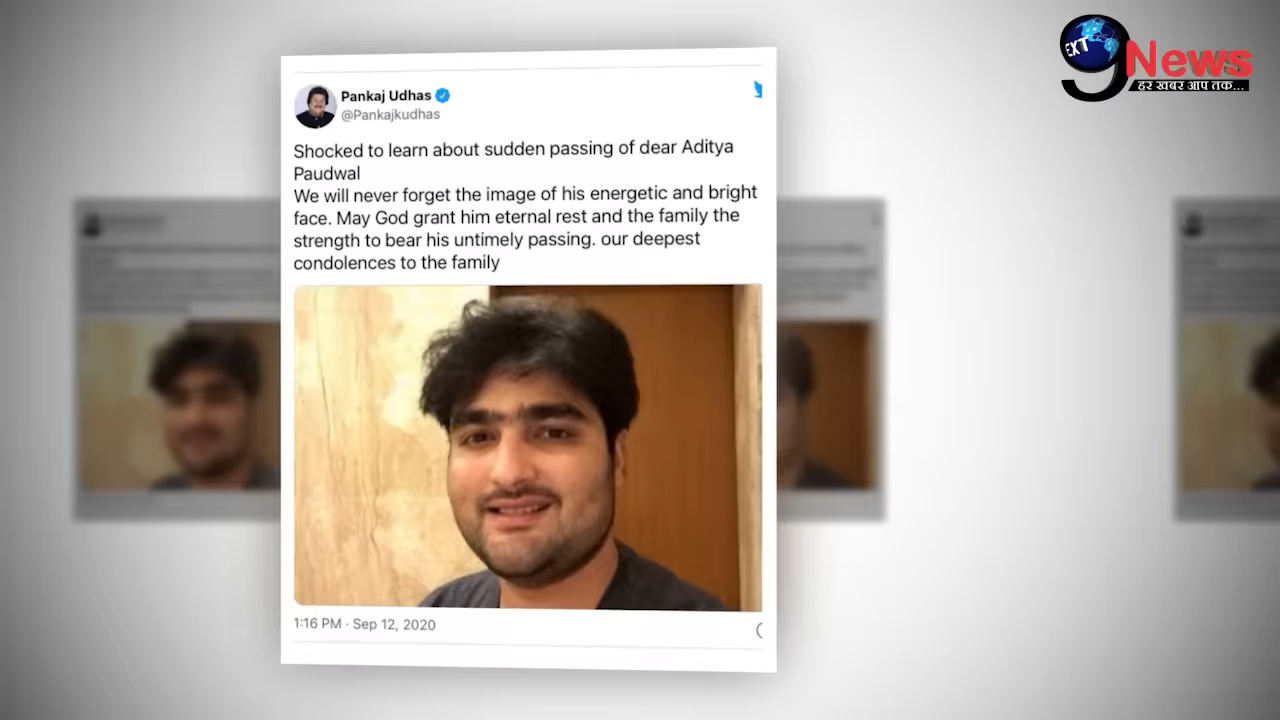 EXT
9 News
हर खबर आप तक...
Pankaj Udhas
@Pankajkudhas
Shocked to learn about sudden passing of dear Aditya
Paudwal
We will never forget the image of his energetic and bright
face. May God grant him eternal rest and the family the
strength to bear his untimely passing. our deepest
condolences to the family
1:16 PM · Sep 12, 2020